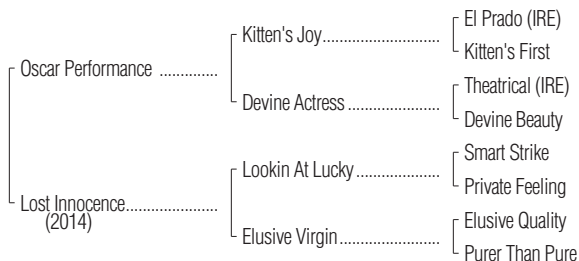 El Prado (IRE)
Kitten's Joy
Kitten's First
Oscar Performance
Theatrical (IRE)
Devine Actress
Devine Beauty
Smart Strike
Lookin At Lucky
Private Feeling
Lost Innocence
(2014)
Elusive Quality
Elusive Virgin
Purer Than Pure